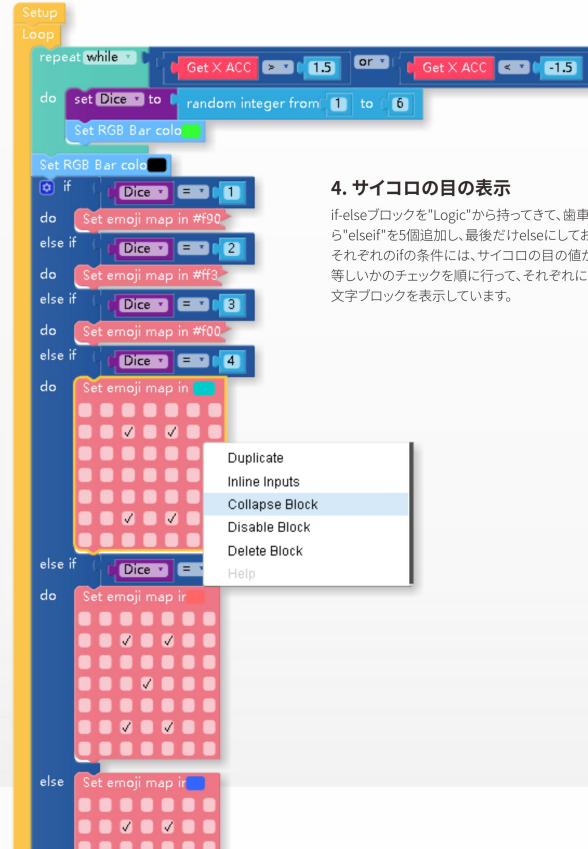 Setup
Loop
repeat while Get X ACC > 1.5 or Get X ACC < -1.5
do set Dice to random integer from 1 to 6
Set RGB Bar colo
Set RGB Bar colo
if Dice = 1
do Set emoji map in #f90
else if Dice = 2
do Set emoji map in #ff3
else if Dice = 3
do Set emoji map in #f00
else if Dice = 4
do Set emoji map in
else if Dice =
do Set emoji map in
else Set emoji map in
Duplicate
Inline Inputs
Collapse Block
Disable Block
Delete Block
Help
4. サイコロの目の表示
if-elseブロックを"Logic"から持ってきて、歯車
ら"elseif"を5個追加し、最後だけelseにしてお
それぞれのifの条件には、サイコロの目の値が
等しいかのチェックを順に行って、それぞれに
文字ブロックを表示しています。